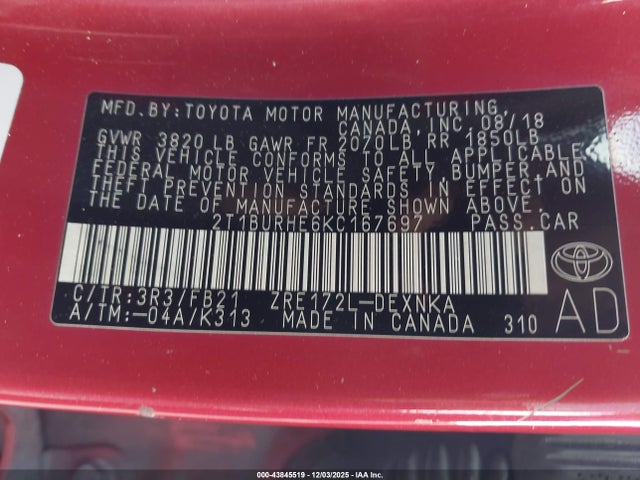 MFD. BY: TOYOTA MOTOR MANUFACTURING,
CANADA, INC. 08/18
GVWR 3820 LB GAWR FR 2070LB RR 1850LB
THIS VEHICLE CONFORMS TO ALL APPLICABLE
FEDERAL MOTOR VEHICLE SAFETY, BUMPER, AND
THEFT PREVENTION STANDARDS IN EFFECT ON
THE DATE OF MANUFACTURE SHOWN ABOVE.
2T1BURHE6KC167697 PASS.CAR
C/TR:3R3/FB21 ZRE172L-DEXNKA
A/TM:-04A/K313 MADE IN CANADA 310
AD
000-43845519 - 12/03/2025 - IAA Inc.